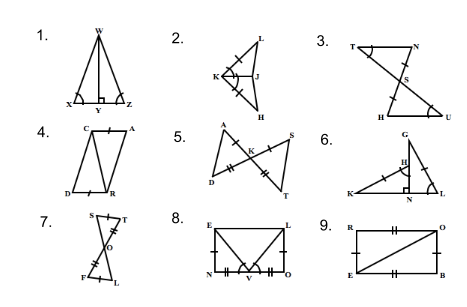 1.
W
X Y Z
2.
L
K J
H
3.
T N
S
H U
4.
C A
D R
5.
A S
K
D T
6.
G
H
K N L
7.
S T
O
F L
8.
E L
N V O
9.
R O
E B